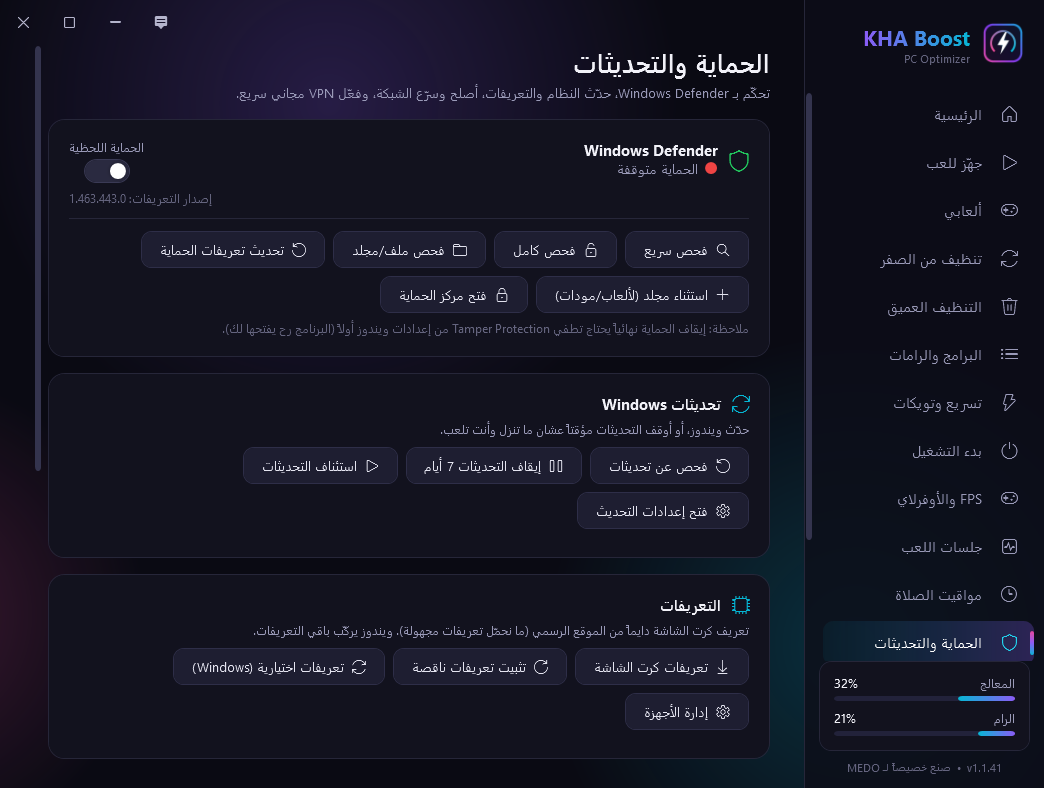 KHA Boost
PC Optimizer
الرئيسية
جهّز للعب
ألعابي
تنظيف من الصفر
التنظيف العميق
البرامج والرامات
تسريع وتويكات
بدء التشغيل
FPS والأوفرلاي
جلسات اللعب
مواقيت الصلاة
الحماية والتحديثات
المعالج 32%
الرام 21%
v1.1.41 • صنع خصيصاً لـ MEDO
الحماية والتحديثات
تحكّم بـ Windows Defender، حدّث النظام والتعريفات، أصلح وسرّع الشبكة، وفعّل VPN مجاني سريع.
Windows Defender
الحماية متوقفة
الحماية اللحظية
إصدار التعريفات: 1.463.443.0
فحص سريع
فحص كامل
فحص ملف/مجلد
تحديث تعريفات الحماية
استثناء مجلد (لألعاب/مودات)
فتح مركز الحماية
ملاحظة: إيقاف الحماية نهائياً يحتاج تطفي Tamper Protection من إعدادات ويندوز أولاً (البرنامج رح يفتحها لك).
تحديثات Windows
حدّث ويندوز، أو أوقف التحديثات مؤقتاً عشان ما تنزل وأنت تلعب.
فحص عن تحديثات
إيقاف التحديثات 7 أيام
استئناف التحديثات
فتح إعدادات التحديث
التعريفات
تعريف كرت الشاشة دايماً من الموقع الرسمي (ما نحمّل تعريفات مجهولة)، ويندوز يركّب باقي التعريفات.
تعريفات كرت الشاشة
تثبيت تعريفات ناقصة
تعريفات اختيارية (Windows)
إدارة الأجهزة